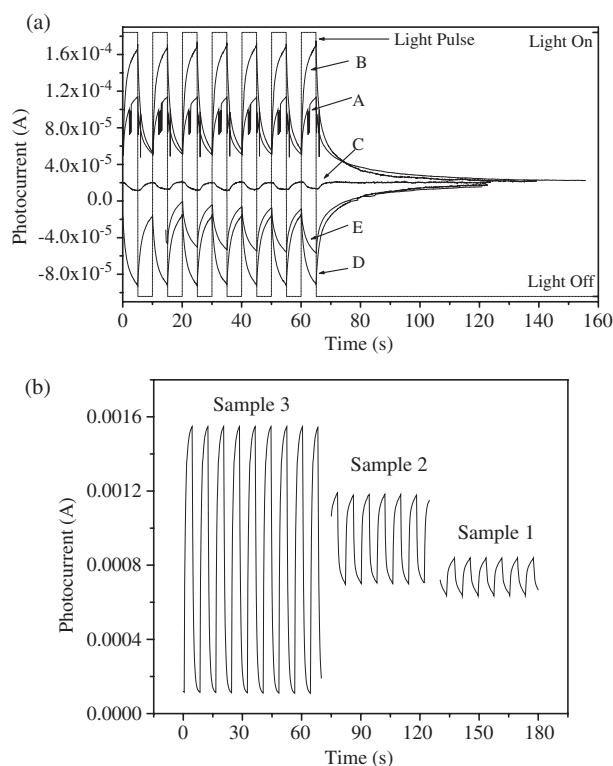 (a)
Photocurrent (A)
1.6x10-4
1.2x10-4
8.0x10-5
4.0x10-5
0.0
-4.0x10-5
-8.0x10-5
Light Pulse
Light On
B
A
C
E
D
Light Off
0 20 40 60 80 100 120 140 160
Time (s)
(b)
Photocurrent (A)
0.0016
0.0012
0.0008
0.0004
0.0000
Sample 3
Sample 2
Sample 1
0 30 60 90 120 150 180
Time (s)